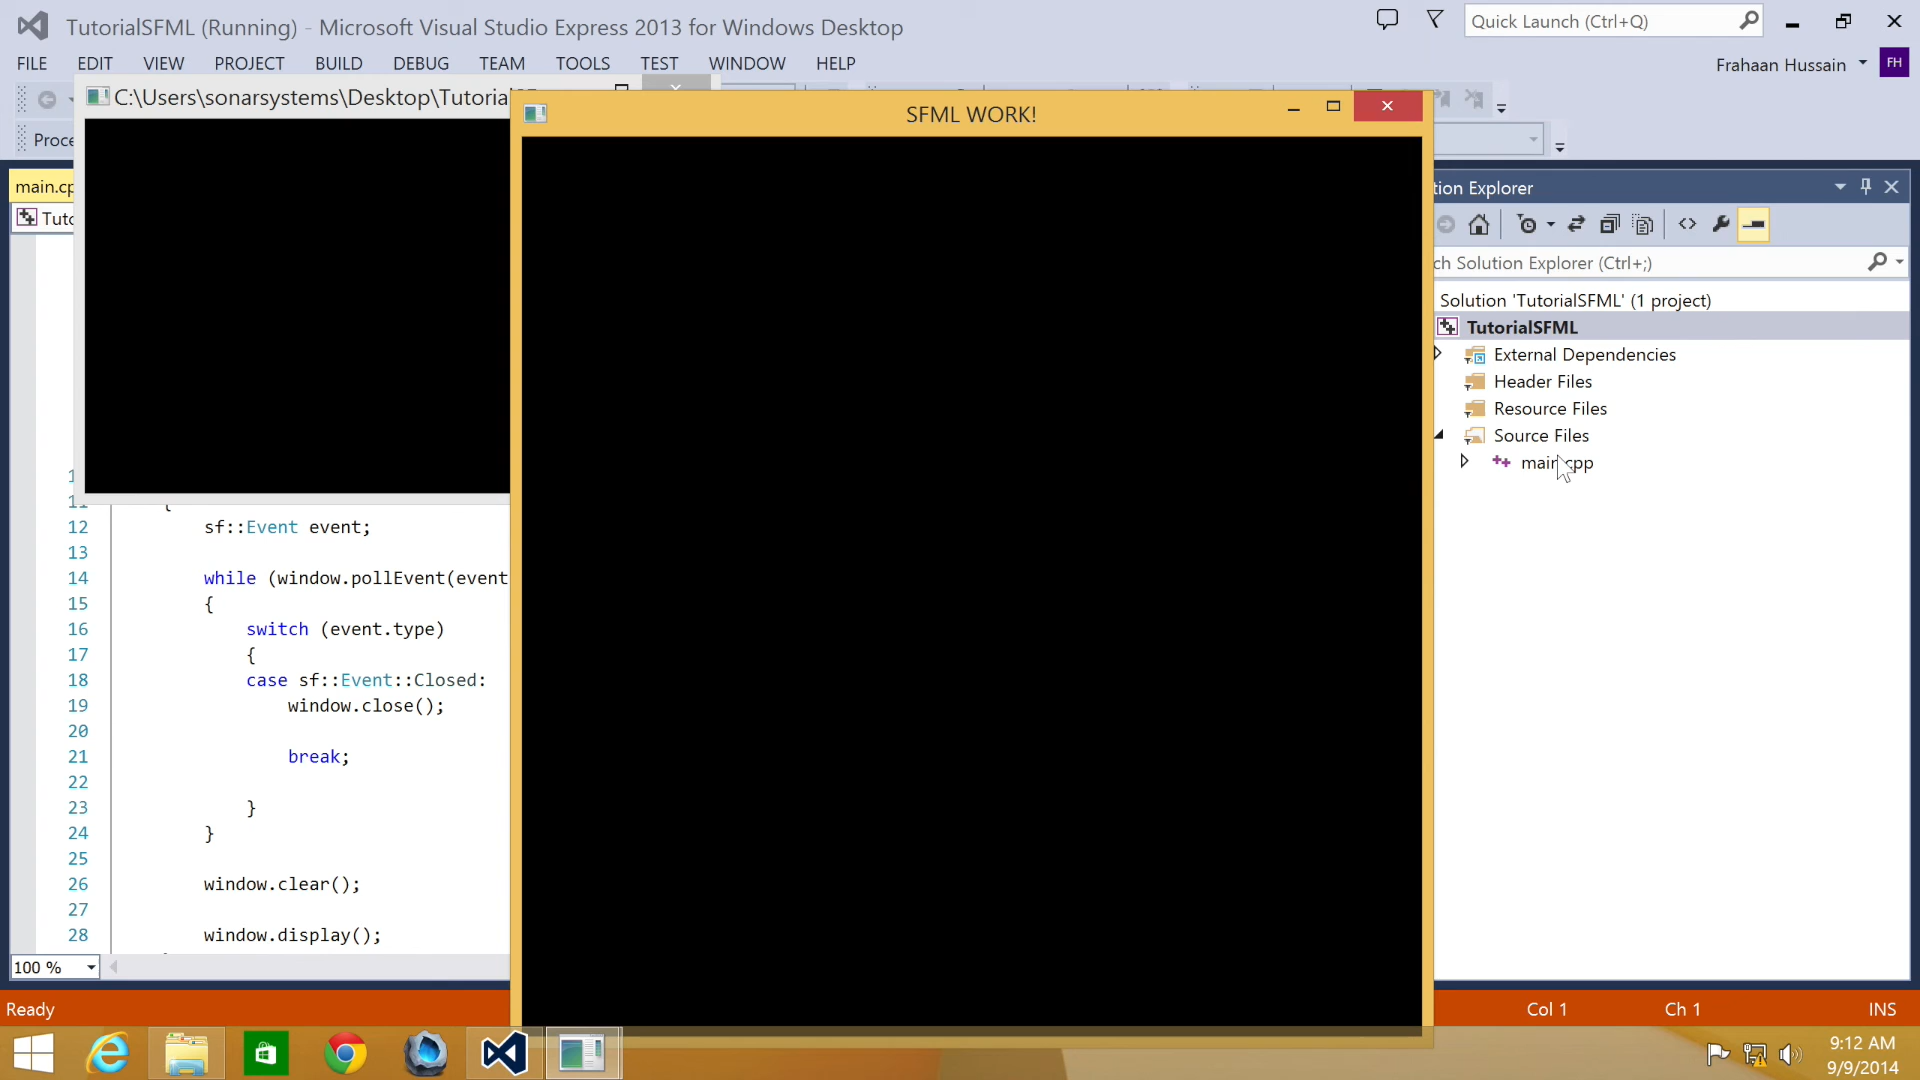 TutorialSFML (Running) - Microsoft Visual Studio Express 2013 for Windows Desktop
Quick Launch (Ctrl+Q)
FILE EDIT VIEW PROJECT BUILD DEBUG TEAM TOOLS TEST WINDOW HELP
Frahaan Hussain
FH
C:\Users\sonarsystems\Desktop\Tutorial
SFML WORK!
Proce
main.cp
Tuto
tion Explorer
ch Solution Explorer (Ctrl+;)
Solution 'TutorialSFML' (1 project)
TutorialSFML
External Dependencies
Header Files
Resource Files
Source Files
main.cpp
11 {
12 sf::Event event;
13
14 while (window.pollEvent(event
15 {
16 switch (event.type)
17 {
18 case sf::Event::Closed:
19 window.close();
20
21 break;
22
23 }
24 }
25
26 window.clear();
27
28 window.display();
100 %
Ready
Col 1 Ch 1 INS
9:12 AM
9/9/2014